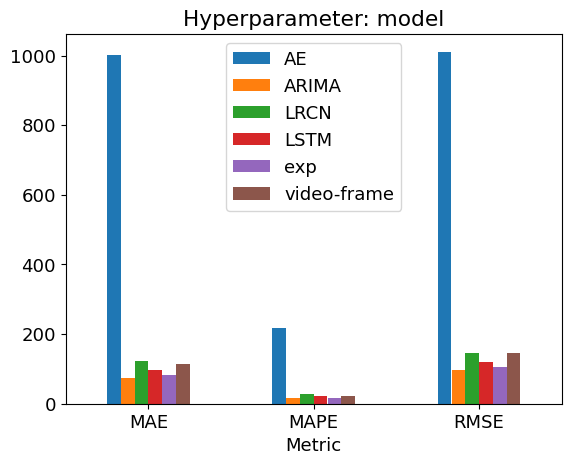 Hyperparameter: model
1000
800
600
400
200
0
AE
ARIMA
LRCN
LSTM
exp
video-frame
MAE
MAPE
RMSE
Metric